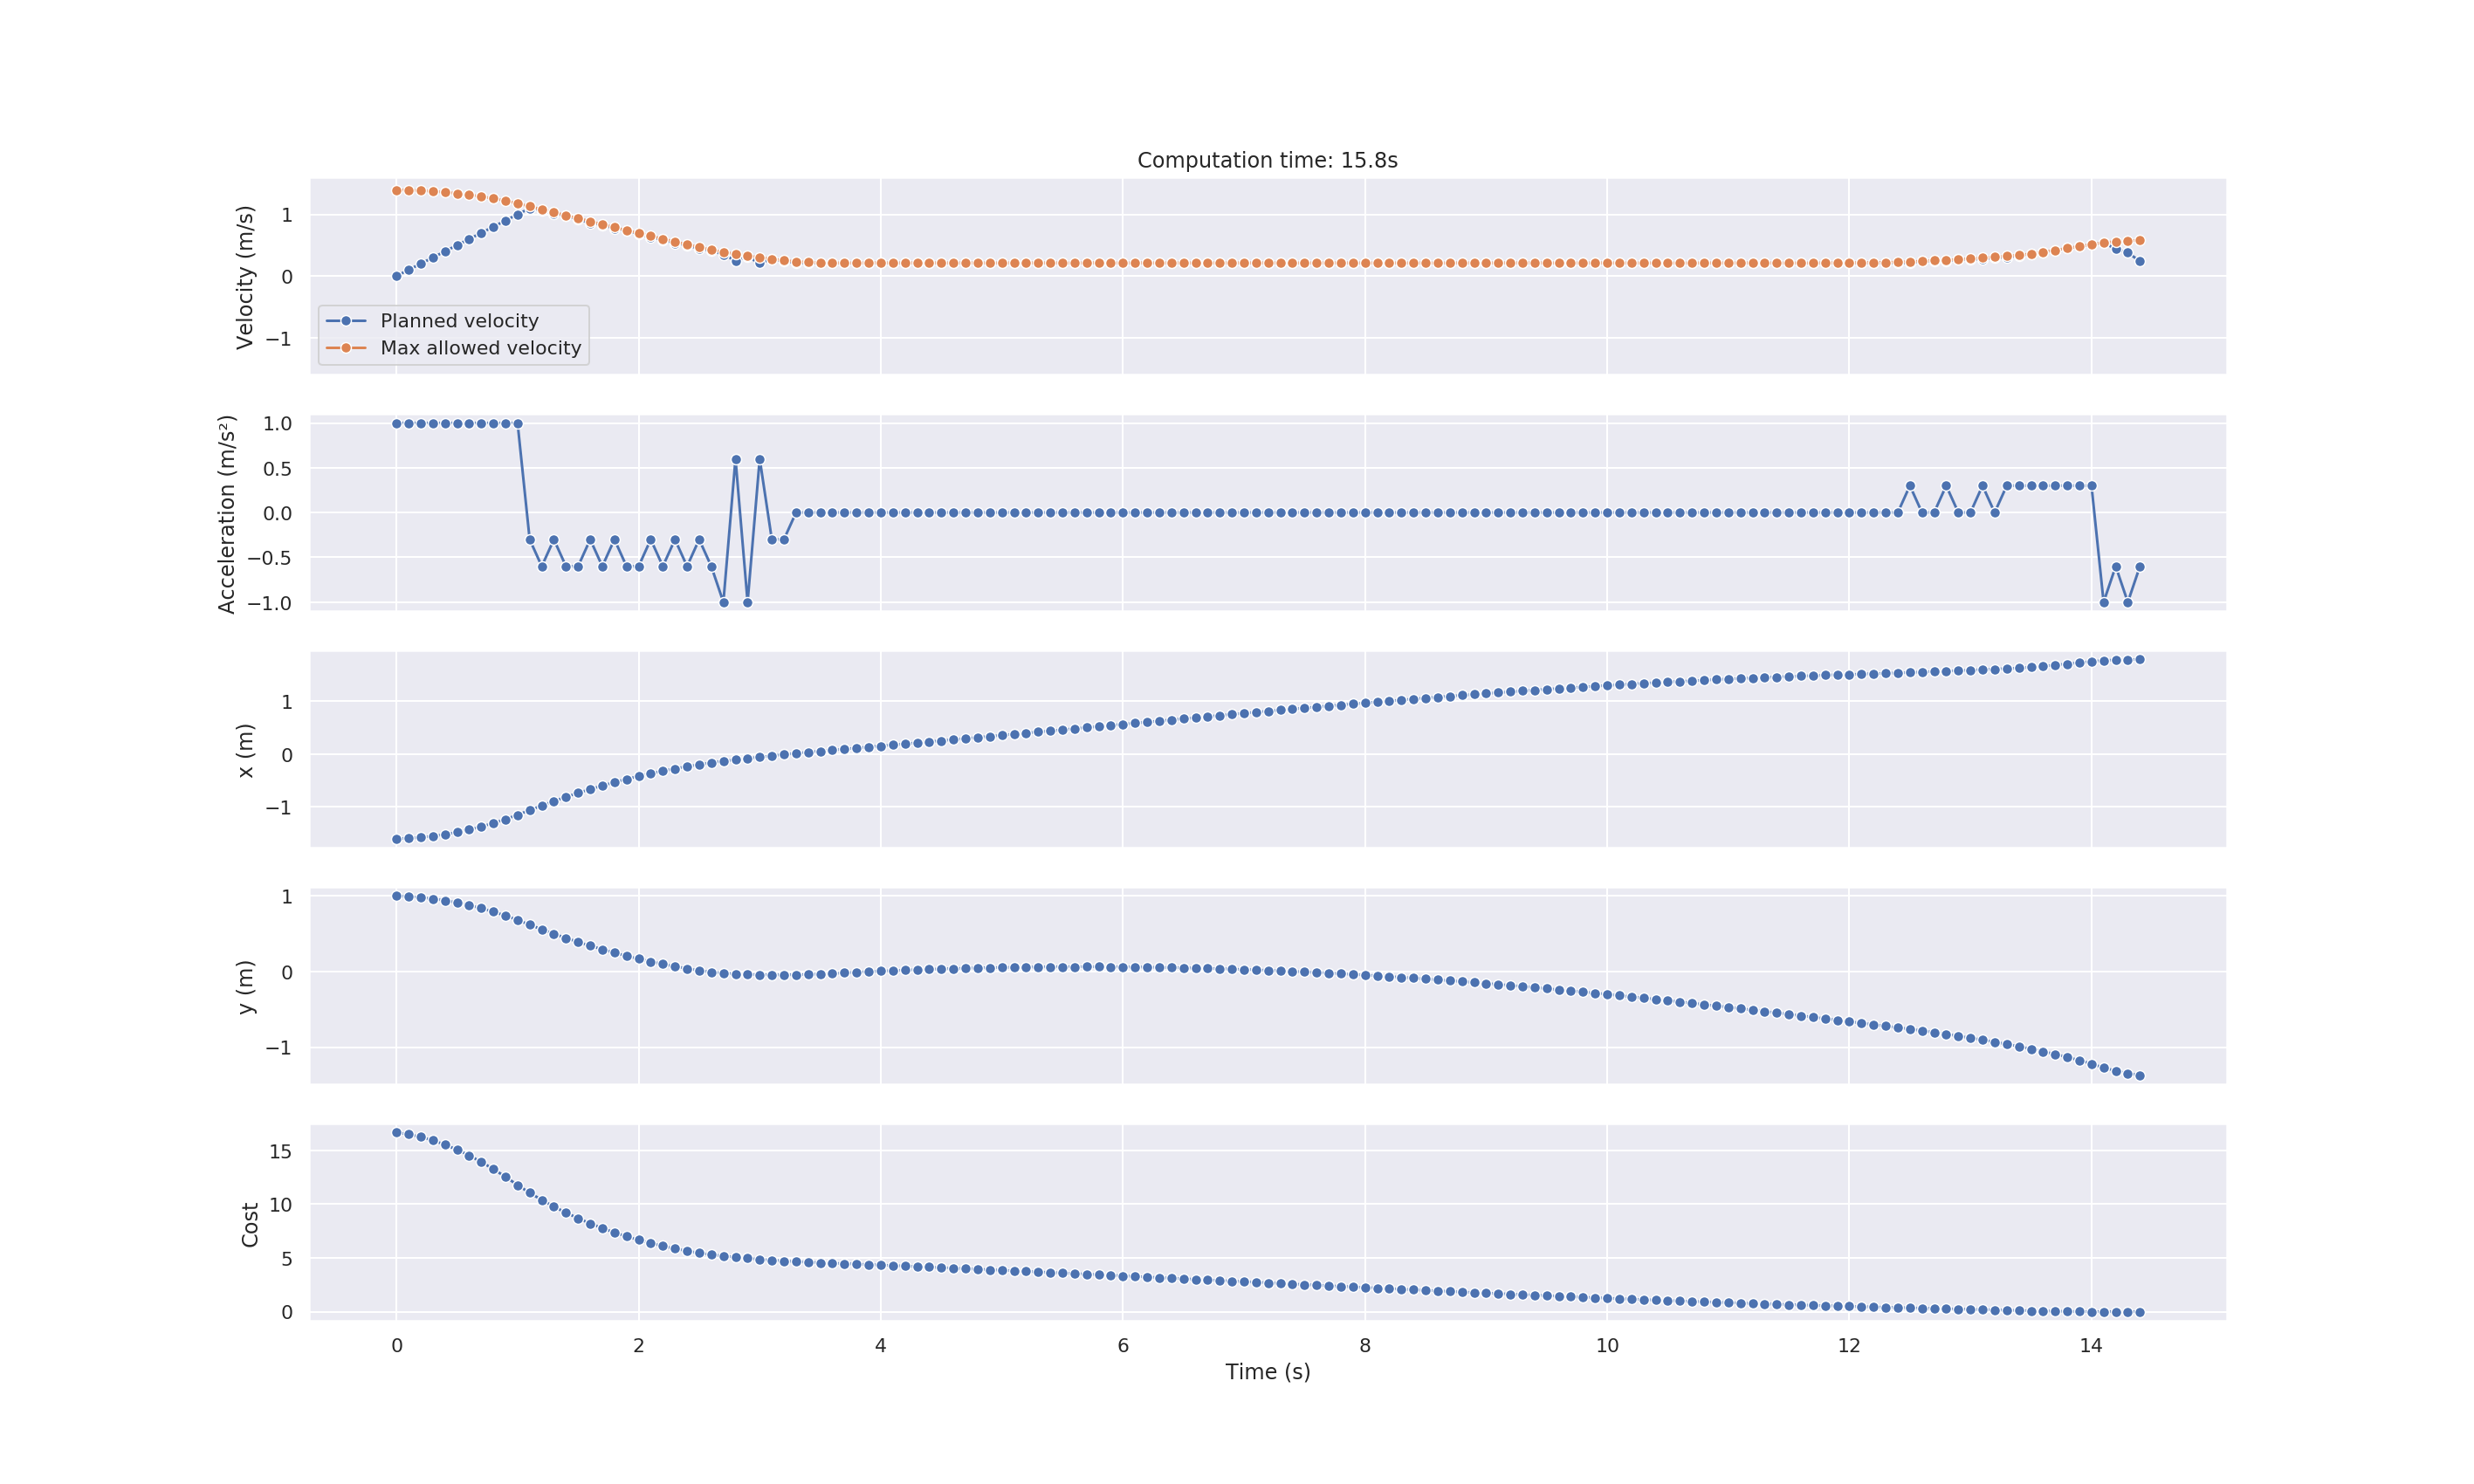 Computation time: 15.8s
Velocity (m/s)
1
0
−1
Planned velocity
Max allowed velocity
Acceleration (m/s²)
1.0
0.5
0.0
−0.5
−1.0
x (m)
1
0
−1
y (m)
1
0
−1
Cost
15
10
5
0
0 2 4 6 8 10 12 14
Time (s)